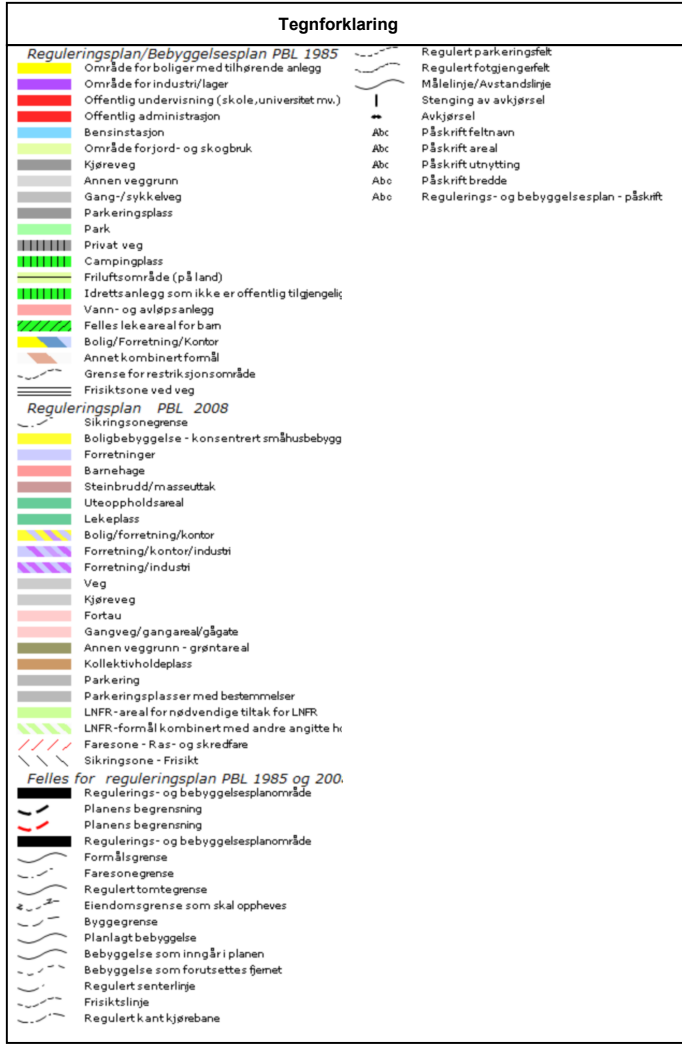 Tegnforklaring
Reguleringsplan/Bebyggelsesplan PBL 1985
Område for boliger med tilhørende anlegg
Område for industri/lager
Offentlig undervisning (skole,universitet mv.)
Offentlig administrasjon
Bensinstasjon
Område for jord- og skogbruk
Kjøreveg
Annen veggrunn
Gang-/sykkelveg
Parkeringsplass
Park
Privat veg
Campingplass
Friluftsområde (på land)
Idrettsanlegg som ikke er offentlig tilgjengelig
Vann- og avløpsanlegg
Felles lekeareal for barn
Bolig/Forretning/Kontor
Annet kombinert formål
Grense for restriksjonsområde
Frisiktsone ved veg
Reguleringsplan PBL 2008
Sikringsonegrense
Boligbebyggelse - konsentrert småhusbebygg
Forretninger
Barnehage
Steinbrudd/masseuttak
Uteoppholdsareal
Lekeplass
Bolig/forretning/kontor
Forretning/kontor/industri
Forretning/industri
Veg
Kjøreveg
Fortau
Gangveg/gangareal/gågate
Annen veggrunn - grøntareal
Kollektivholdeplass
Parkering
Parkeringsplasser med bestemmelser
LNFR-areal for nødvendige tiltak for LNFR
LNFR-formål kombinert med andre angitte ho
Faresone - Ras- og skredfare
Sikringsone - Frisikt
Felles for reguleringsplan PBL 1985 og 200
Regulerings- og bebyggelsesplanområde
Planens begrensning
Planens begrensning
Regulerings- og bebyggelsesplanområde
Formålsgrense
Faresonegrense
Regulert tomtegrense
Eiendomsgrense som skal oppheves
Byggegrense
Planlagt bebyggelse
Bebyggelse som inngår i planen
Bebyggelse som forutsettes fjernet
Regulert senterlinje
Frisiktslinje
Regulert kant kjørebane
Regulert parkeringsfelt
Regulert fotgjengerfelt
Målelinje/Avstandslinje
Stenging av avkjørsel
Avkjørsel
Abc Påskrift feltnavn
Abc Påskrift areal
Abc Påskrift utnytting
Abc Påskrift bredde
Abc Regulerings- og bebyggelsesplan - påskrift